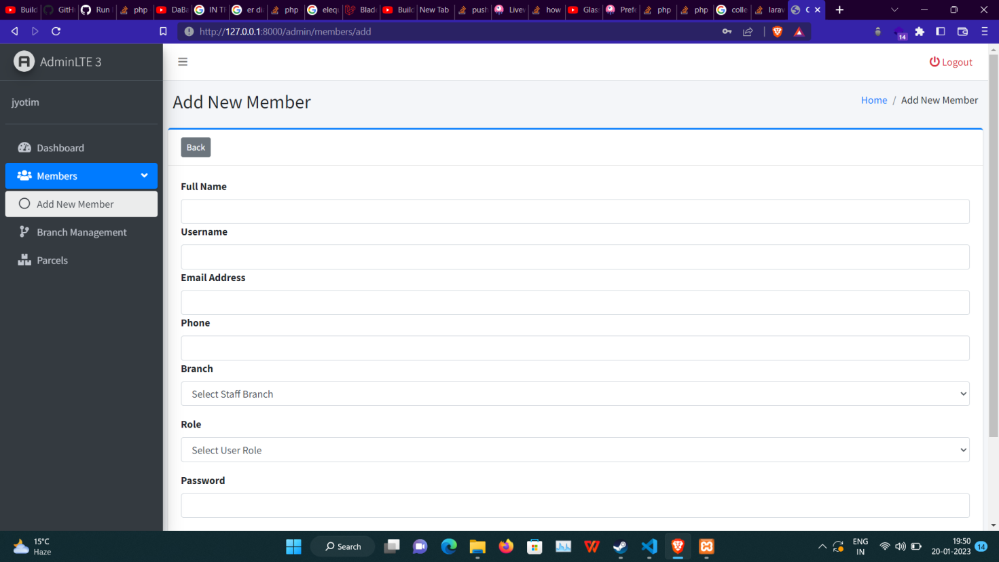 Build
GitH
Run
php
DaBa
IN TI
er di
php
eleq
Blad
Build
New Tab
push
Livew
how
Glas
Prefe
php
php
colle
larav
http://127.0.0.1:8000/admin/members/add
14
AdminLTE 3
Logout
jyotim
Add New Member
Home / Add New Member
Dashboard
Members
Add New Member
Branch Management
Parcels
Back
Full Name
Username
Email Address
Phone
Branch
Select Staff Branch
Role
Select User Role
Password
15°C
Haze
Search
ENG
IN
19:50
20-01-2023
14